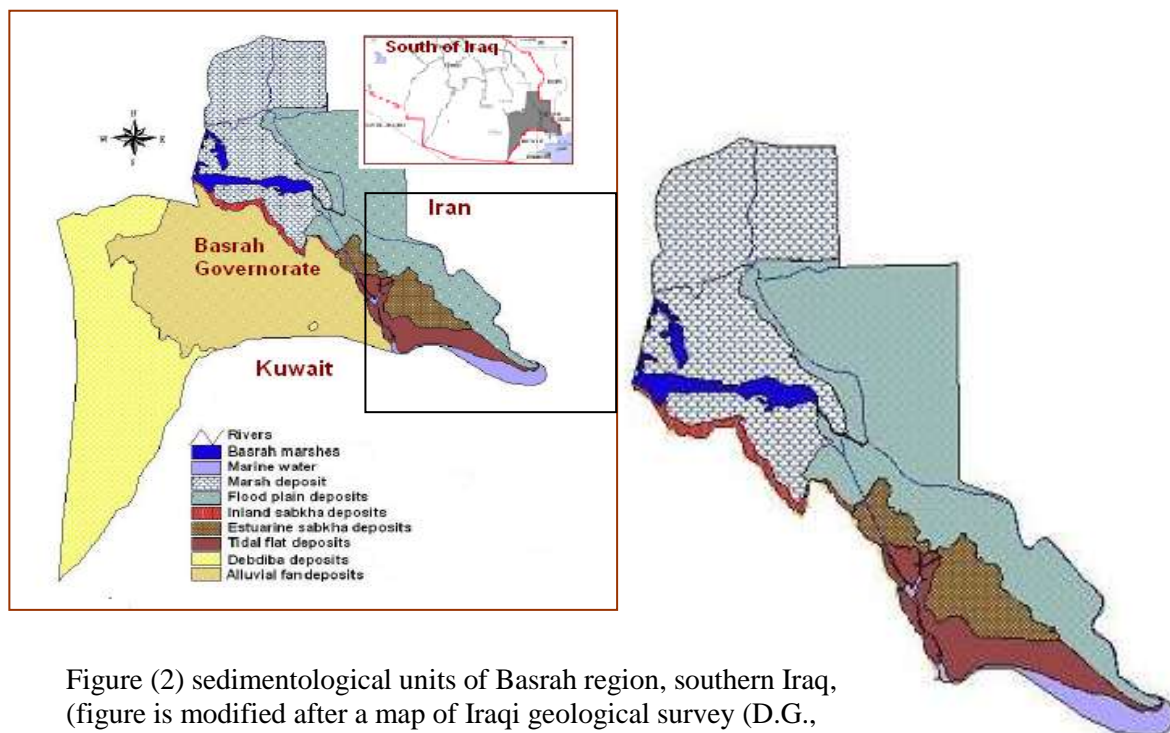 South of Iraq
N
W E
S
Iran
Basrah
Governorate
Kuwait
Rivers
Basrah marshes
Marine water
Marsh deposit
Flood plain deposits
Inland sabkha deposits
Estuarine sabkha deposits
Tidal flat deposits
Debdiba deposits
Alluvial fan deposits
Figure (2) sedimentological units of Basrah region, southern Iraq,
(figure is modified after a map of Iraqi geological survey (D.G.,